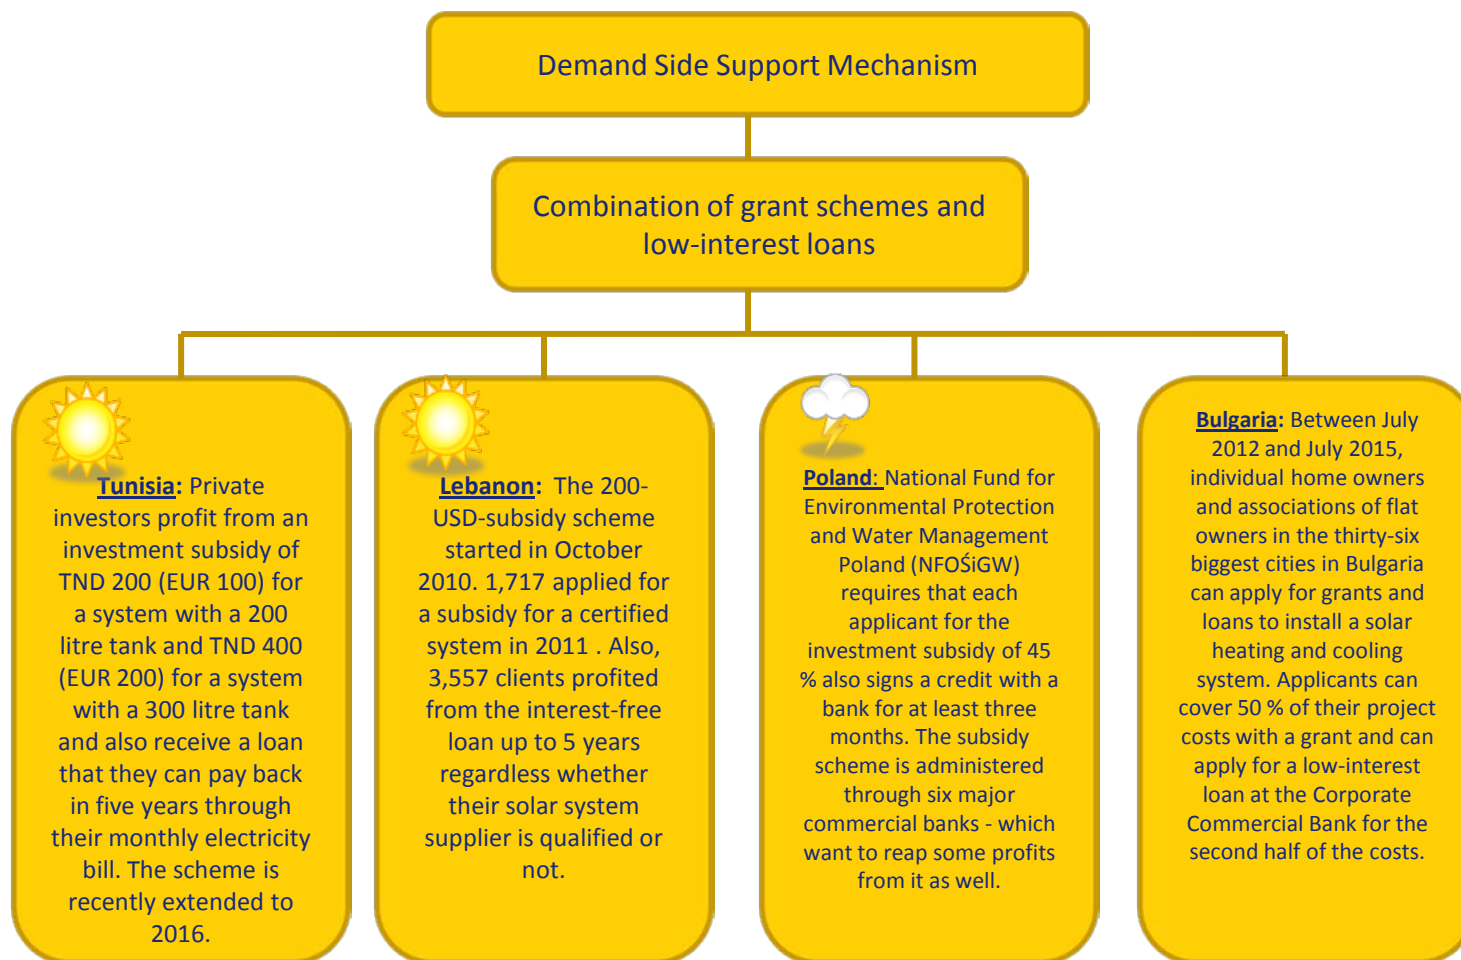 Demand Side Support Mechanism
Combination of grant schemes and
low-interest loans
Tunisia: Private
investors profit from an
investment subsidy of
TND 200 (EUR 100) for
a system with a 200
litre tank and TND 400
(EUR 200) for a system
with a 300 litre tank
and also receive a loan
that they can pay back
in five years through
their monthly electricity
bill. The scheme is
recently extended to
2016.
Lebanon: The 200-
USD-subsidy scheme
started in October
2010. 1,717 applied for
a subsidy for a certified
system in 2011 . Also,
3,557 clients profited
from the interest-free
loan up to 5 years
regardless whether
their solar system
supplier is qualified or
not.
Poland: National Fund for
Environmental Protection
and Water Management
Poland (NFOŚiGW)
requires that each
applicant for the
investment subsidy of 45
% also signs a credit with a
bank for at least three
months. The subsidy
scheme is administered
through six major
commercial banks - which
want to reap some profits
from it as well.
Bulgaria: Between July
2012 and July 2015,
individual home owners
and associations of flat
owners in the thirty-six
biggest cities in Bulgaria
can apply for grants and
loans to install a solar
heating and cooling
system. Applicants can
cover 50 % of their project
costs with a grant and can
apply for a low-interest
loan at the Corporate
Commercial Bank for the
second half of the costs.